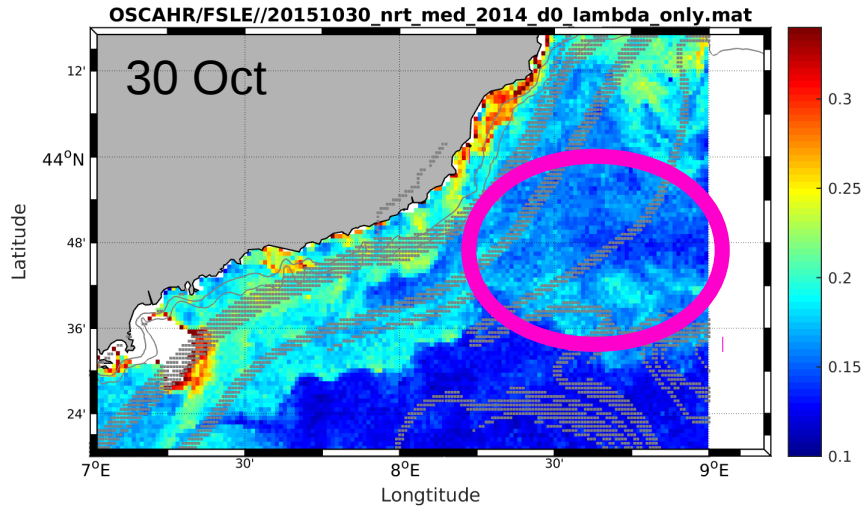 OSCAHR/FSLE//20151030_nrt_med_2014_d0_lambda_only.mat
30 Oct
12'
44°N
48'
36'
24'
Latitude
7°E
30'
8°E
30'
9°E
Longtitude
0.3
0.25
0.2
0.15
0.1